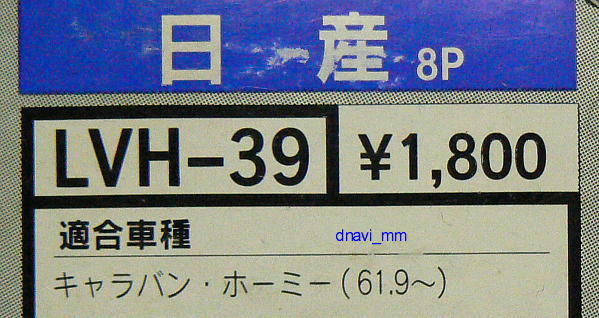 日産 8P
LVH-39 ¥1,800
適合車種
dnavi_mm
キャラバン・ホーミー(61.9〜)